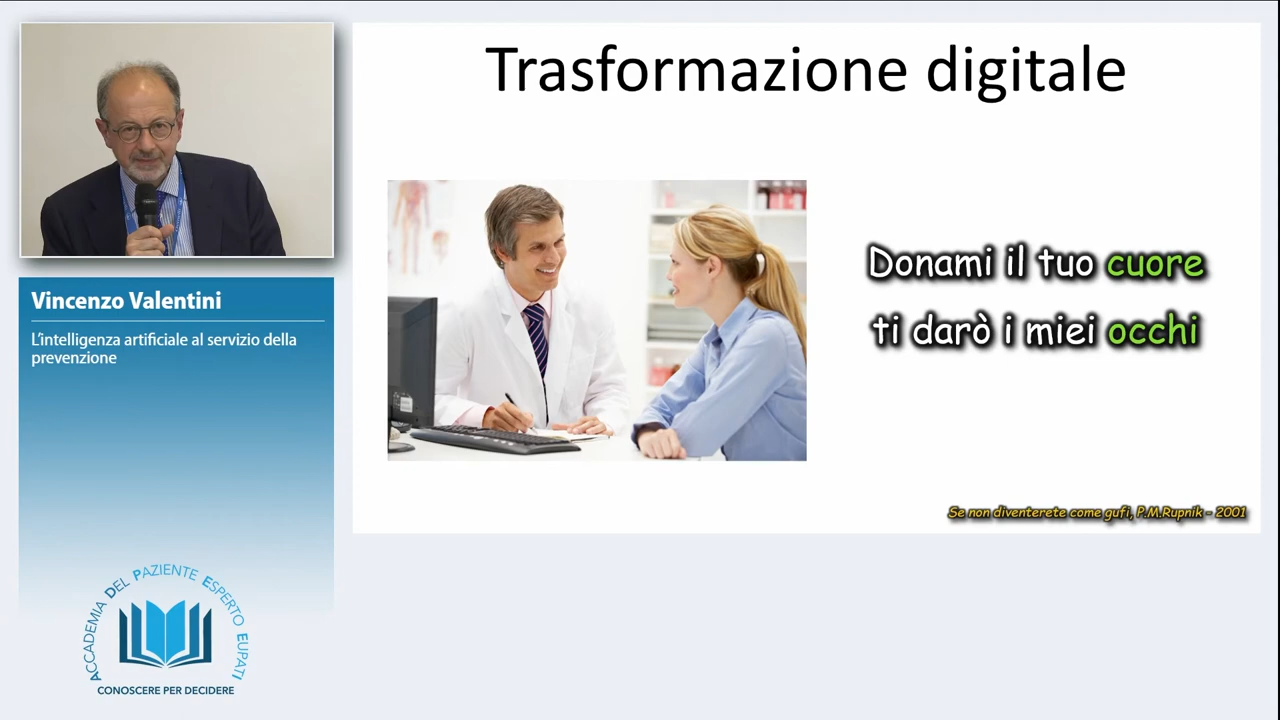 Trasformazione digitale
Donami il tuo cuore
ti darò i miei occhi
Se non diventerete come gufi, P.M.Rupnik - 2001
Vincenzo Valentini
L'intelligenza artificiale al servizio della
prevenzione
ACCADEMIA DEL PAZIENTE ESPERTO EUPATI
CONOSCERE PER DECIDERE